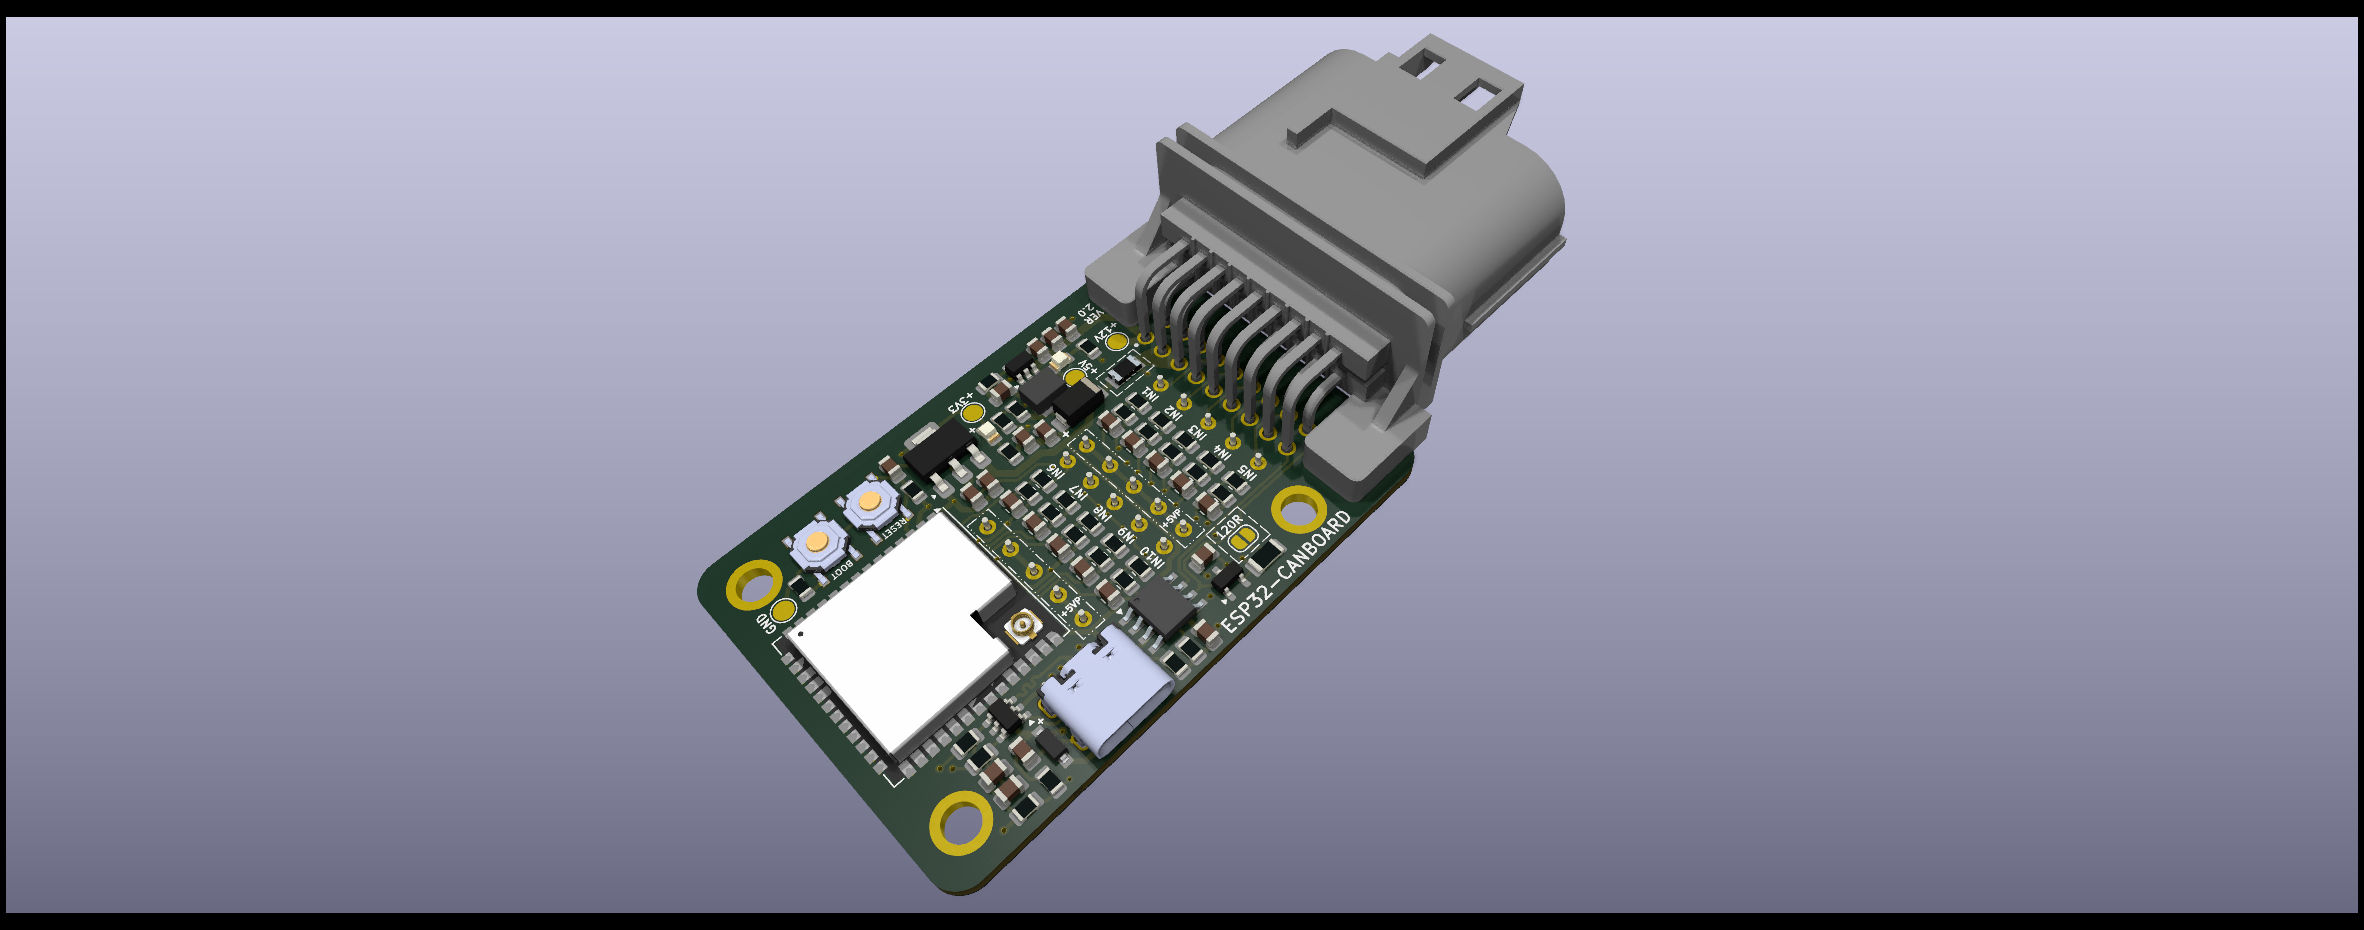 VER
2.0
+12V
+5V
+3V3
IN1
IN2
IN3
IN4
IN5
IN6
IN7
IN8
IN9
IN10
+5VP
+5VP
120R
RESET
BOOT
GND
ESP32-CANBOARD